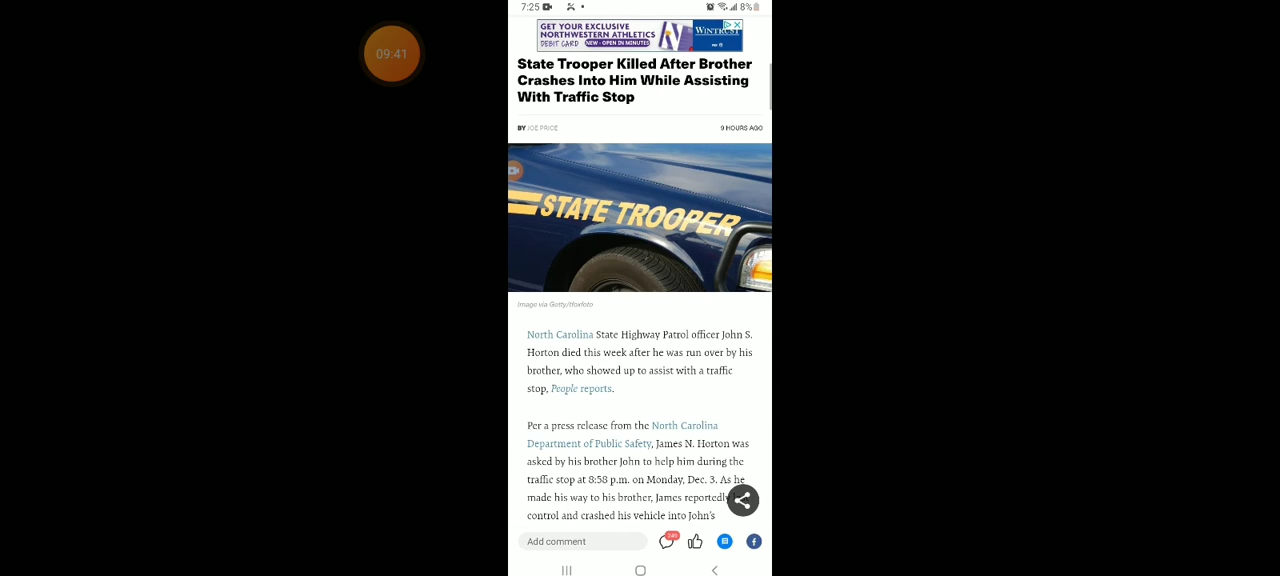 7:25
8%
09:41
GET YOUR EXCLUSIVE
NORTHWESTERN ATHLETICS
DEBIT CARD NEW - OPEN IN MINUTES
WINTRUST
State Trooper Killed After Brother
Crashes Into Him While Assisting
With Traffic Stop
BY JOE PRICE
9 HOURS AGO
STATE TROOPER
Image via Getty/tfoxfoto
North Carolina State Highway Patrol officer John S.
Horton died this week after he was run over by his
brother, who showed up to assist with a traffic
stop, People reports.
Per a press release from the North Carolina
Department of Public Safety, James N. Horton was
asked by his brother John to help him during the
traffic stop at 8:58 p.m. on Monday, Dec. 3. As he
made his way to his brother, James reportedly
control and crashed his vehicle into John's
Add comment